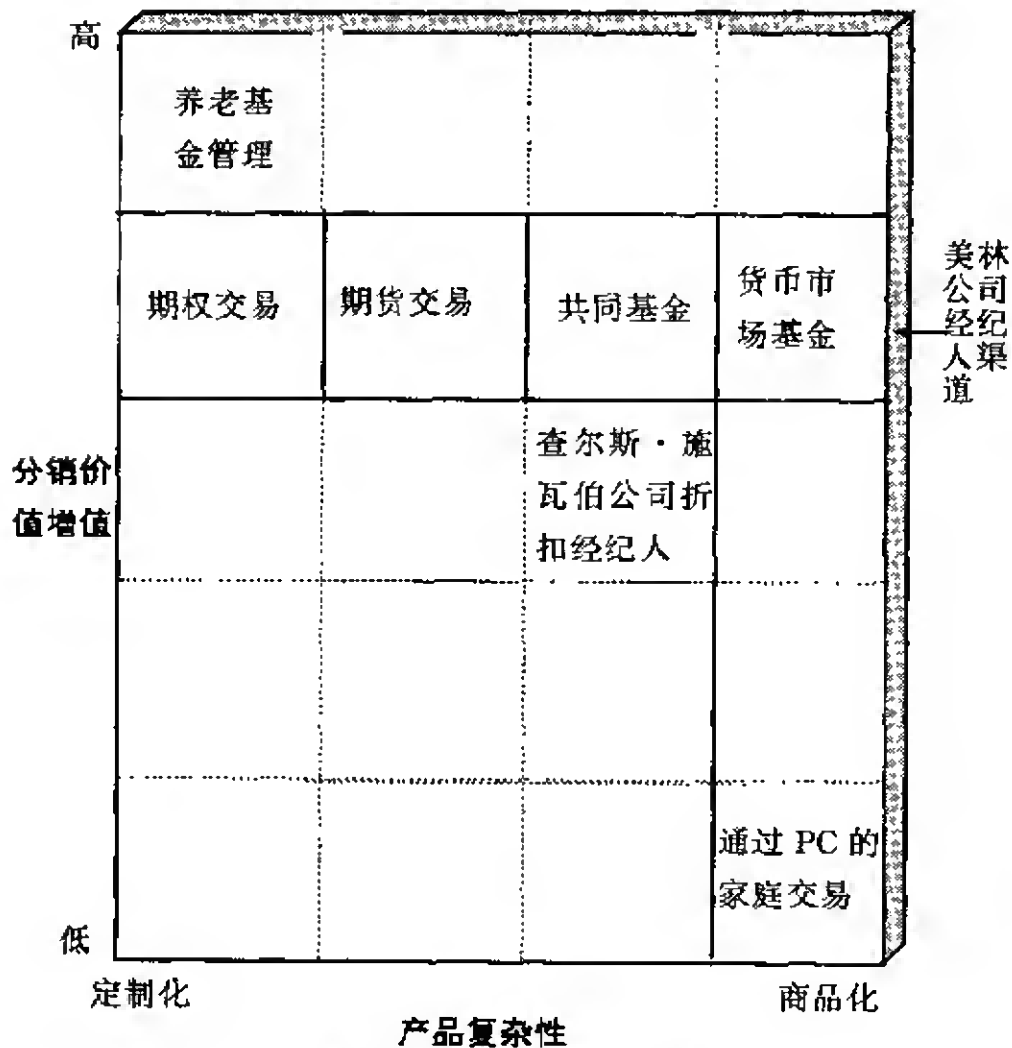 高
养老基
金管理
期权交易
期货交易
共同基金
货币市
场基金
美林
公司
经纪
人渠
道
分销价
值增值
查尔斯·施
瓦伯公司折
扣经纪人
通过 PC 的
家庭交易
低
定制化
商品化
产品复杂性